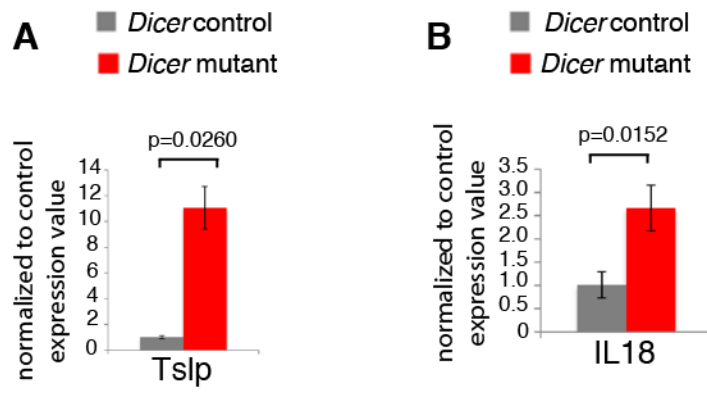 A
Dicer control
Dicer mutant
p=0.0260
normalized to control
expression value
14
12
10
8
6
4
2
0
Tslp
B
Dicer control
Dicer mutant
p=0.0152
normalized to control
expression value
3.5
3.0
2.5
2.0
1.5
1.0
0.5
0
IL18